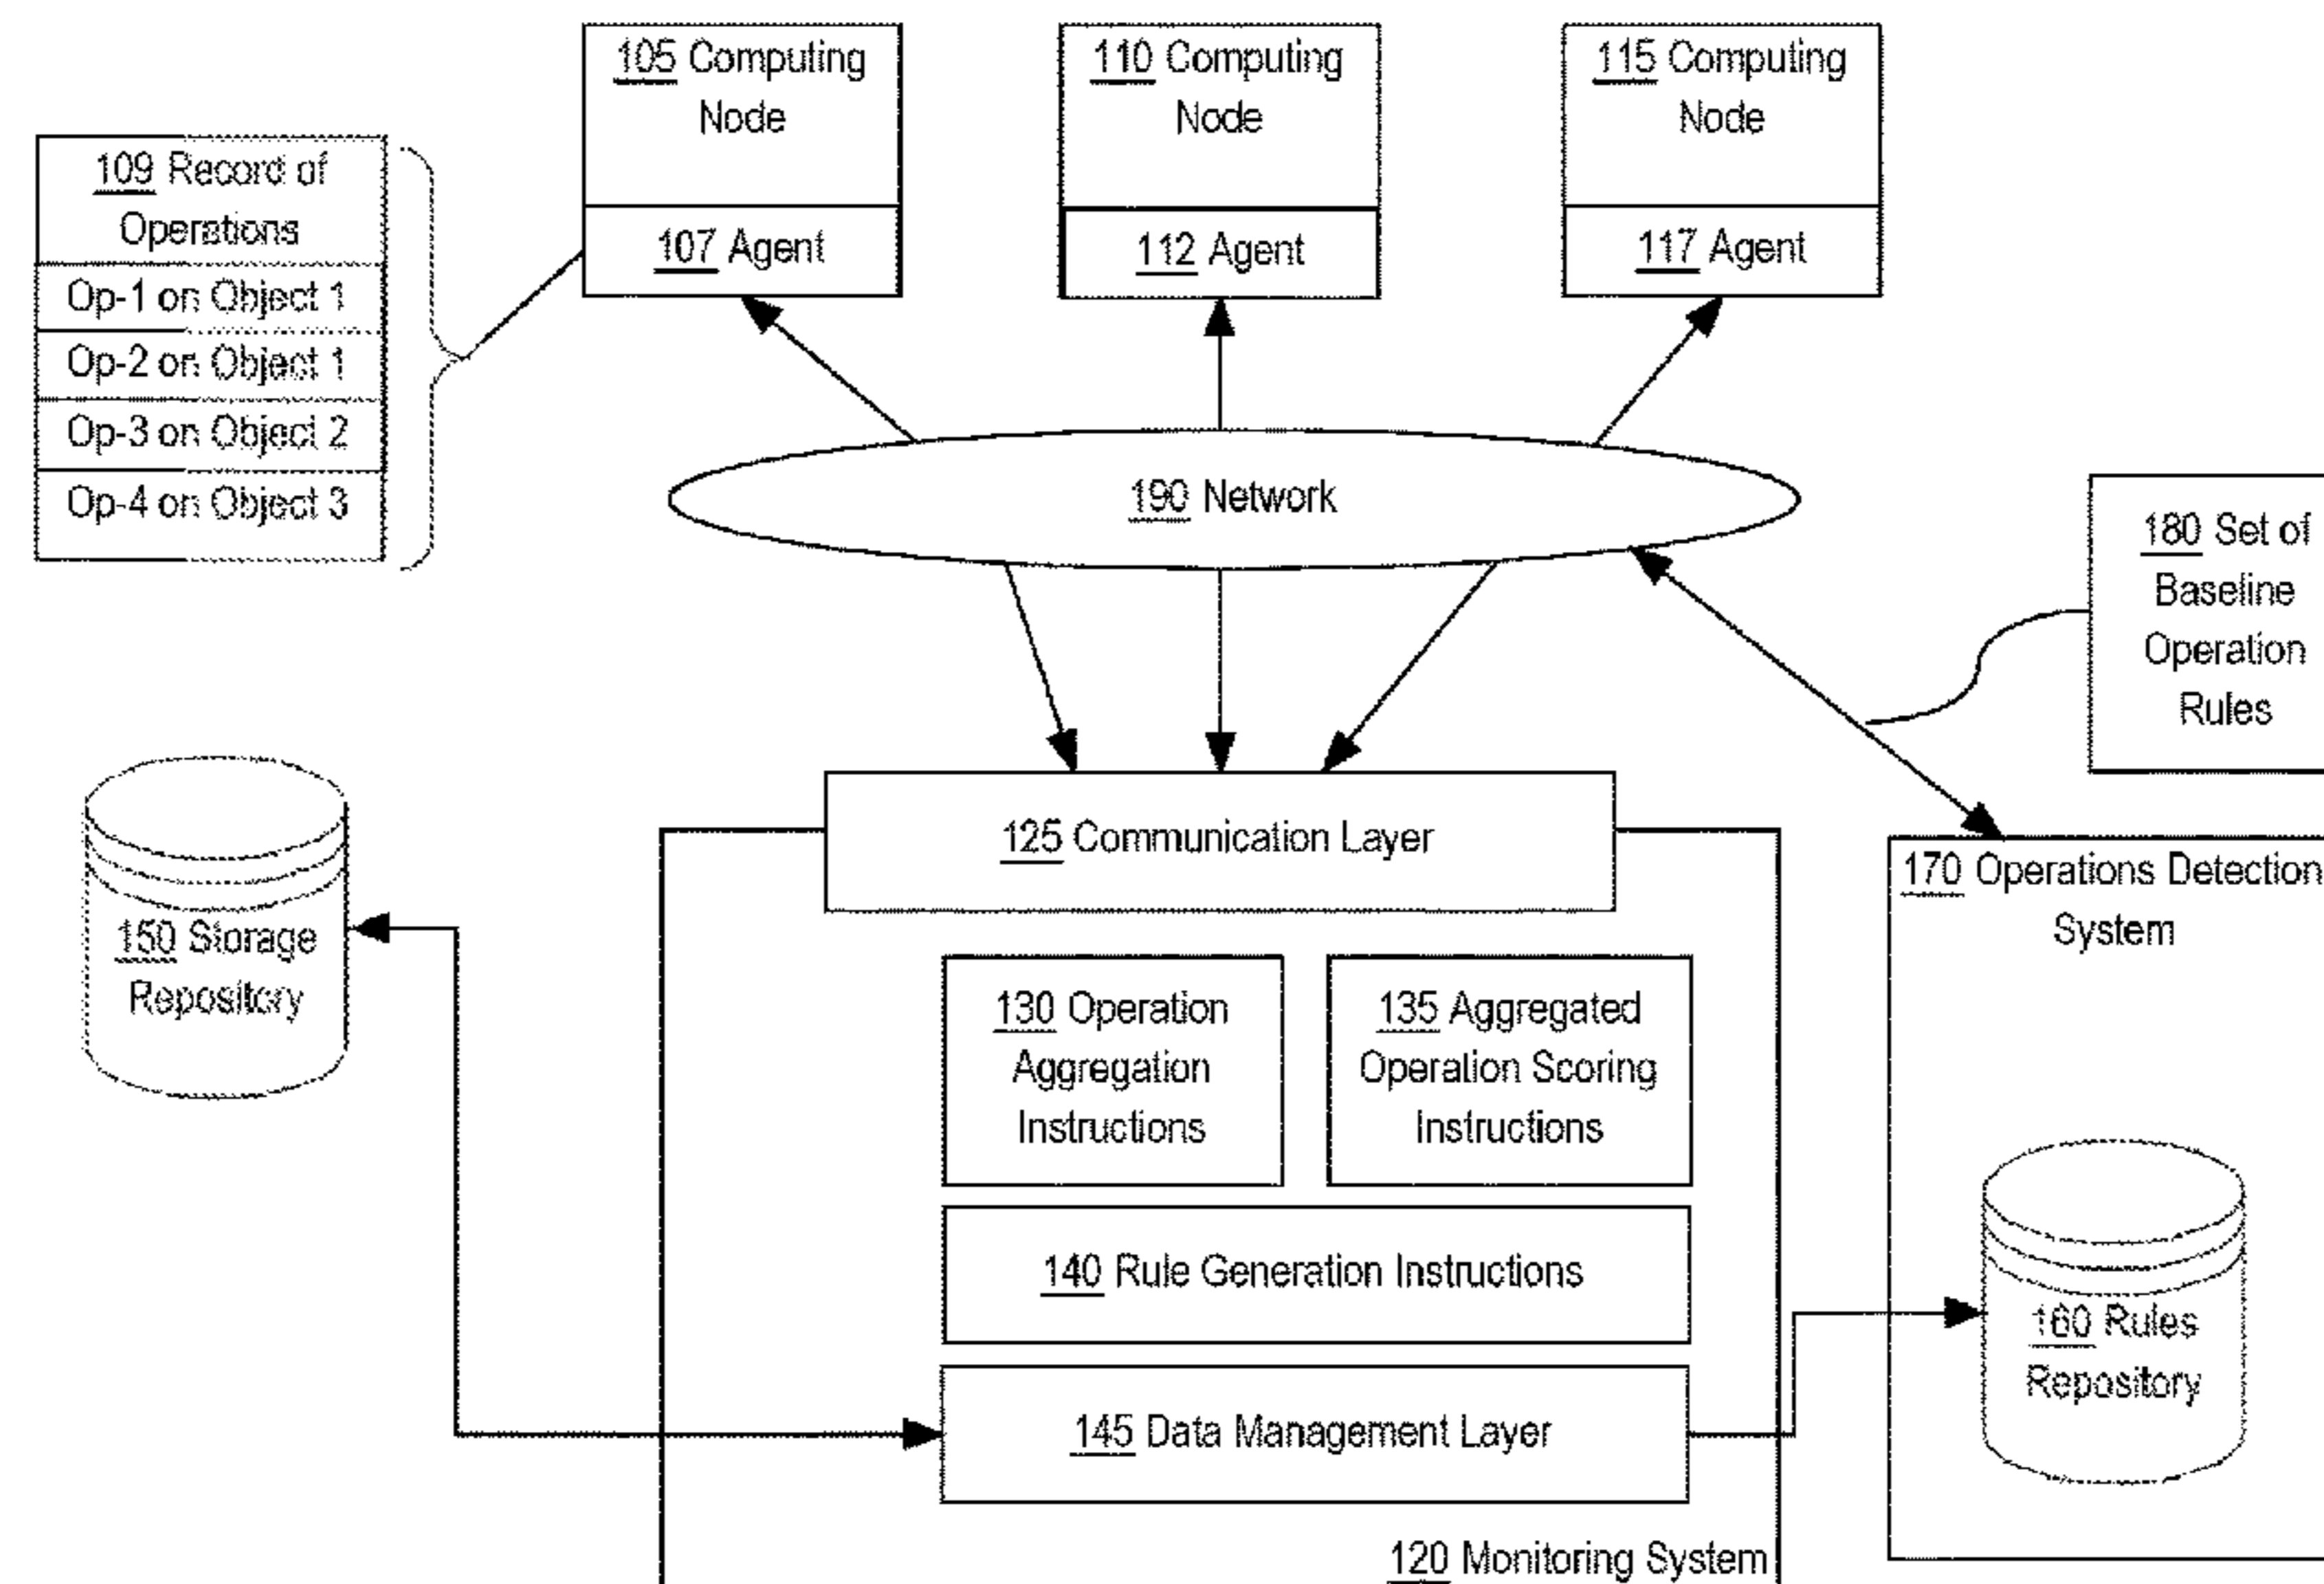 105 Computing
Node
107 Agent
110 Computing
Node
112 Agent
115 Computing
Node
117 Agent
109 Record of
Operations
Op-1 on Object 1
Op-2 on Object 1
Op-3 on Object 2
Op-4 on Object 3
190 Network
180 Set of
Baseline
Operation
Rules
125 Communication Layer
150 Storage
Repository
130 Operation
Aggregation
Instructions
135 Aggregated
Operation Scoring
Instructions
140 Rule Generation Instructions
145 Data Management Layer
120 Monitoring System
170 Operations Detection
System
160 Rules
Repository